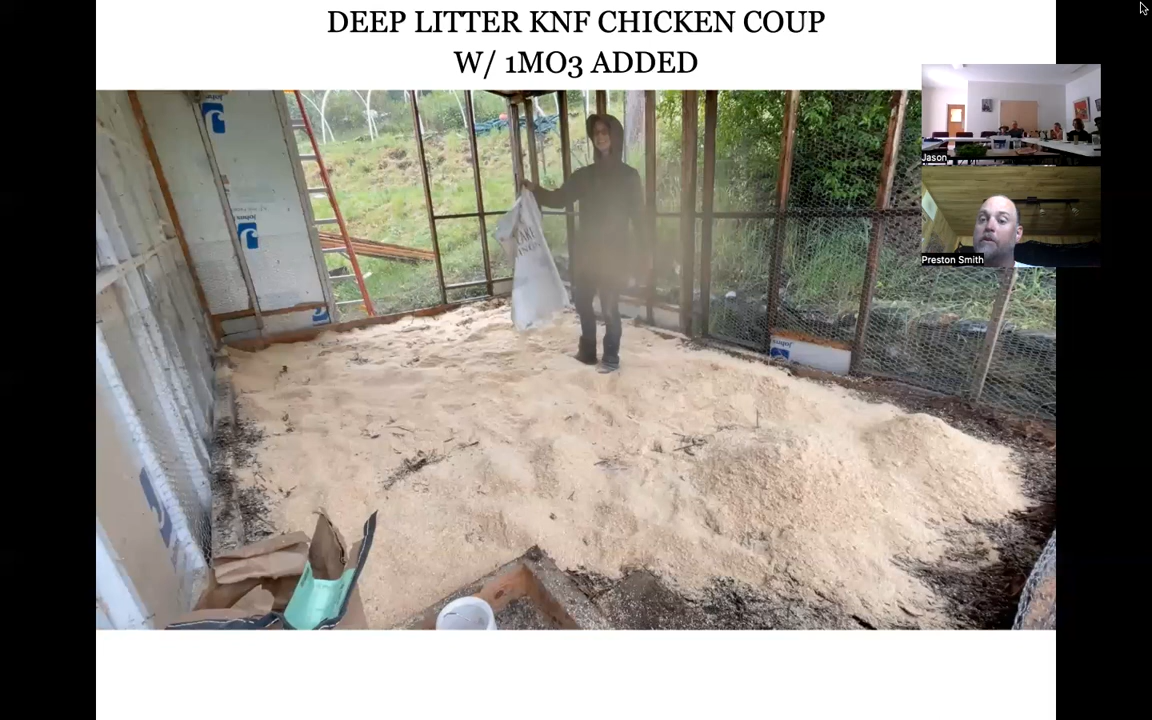 DEEP LITTER KNF CHICKEN COUP
W/ 1MO3 ADDED
Jason
Preston Smith